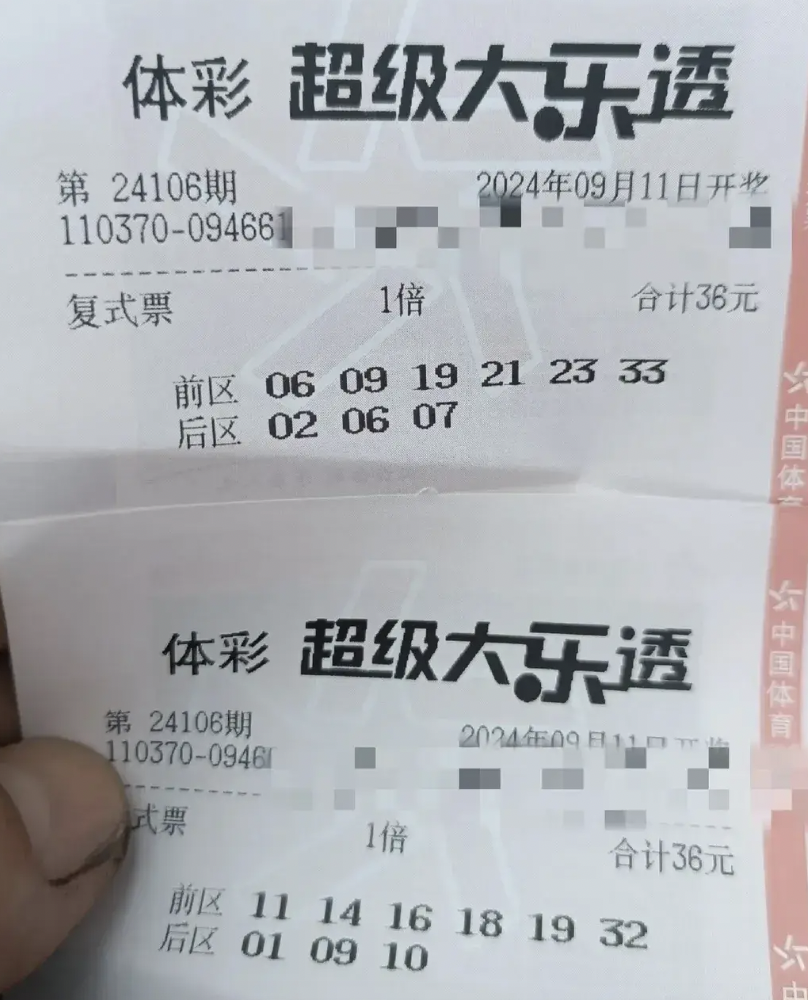 体彩 超级大乐透
第 24106期 2024年09月11日开奖
110370-094661
复式票 1倍 合计36元
前区 06 09 19 21 23 33
后区 02 06 07
中国体育
体彩 超级大乐透
第 24106期 2024年09月11日开奖
110370-0946
式票 1倍 合计36元
前区 11 14 16 18 19 32
后区 01 09 10
中国体育
中